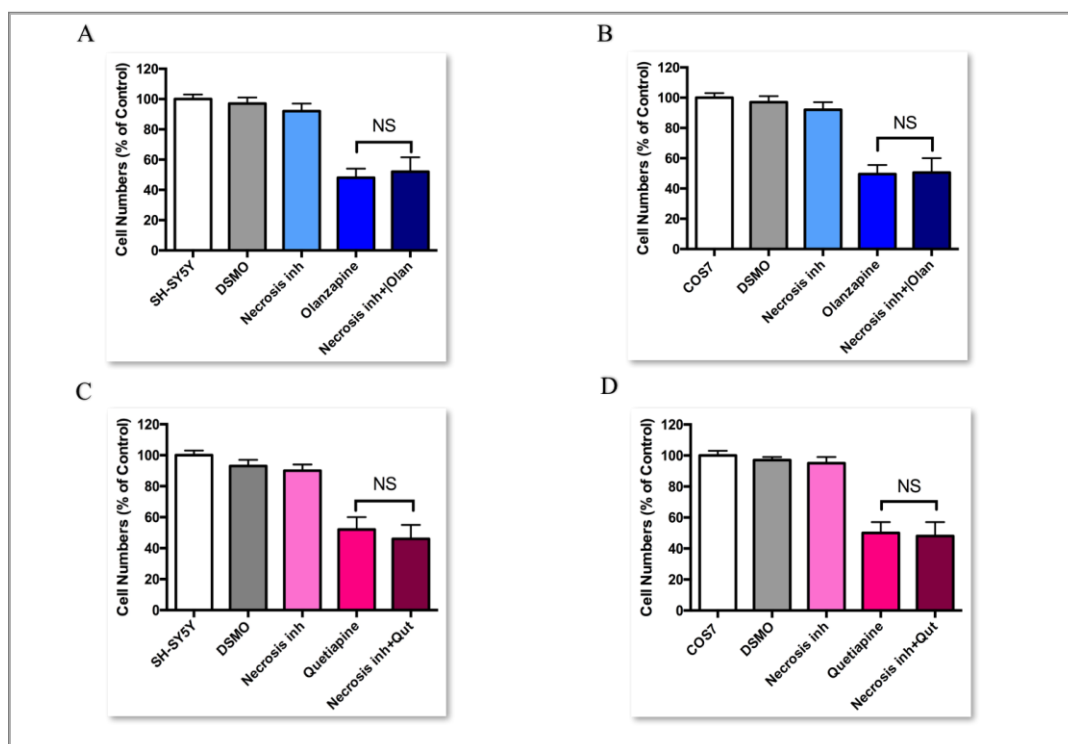 A
Cell Numbers (% of Control)
120
100
80
60
40
20
0
NS
SH-SY5Y
DSMO
Necrosis inh
Olanzapine
Necrosis inh+|Olan
B
Cell Numbers (% of Control)
120
100
80
60
40
20
0
NS
COS7
DSMO
Necrosis inh
Olanzapine
Necrosis inh+|Olan
C
Cell Numbers (% of Control)
120
100
80
60
40
20
0
NS
SH-SY5Y
DSMO
Necrosis inh
Quetiapine
Necrosis inh+Qut
D
Cell Numbers (% of Control)
120
100
80
60
40
20
0
NS
COS7
DSMO
Necrosis inh
Quetiapine
Necrosis inh+Qut